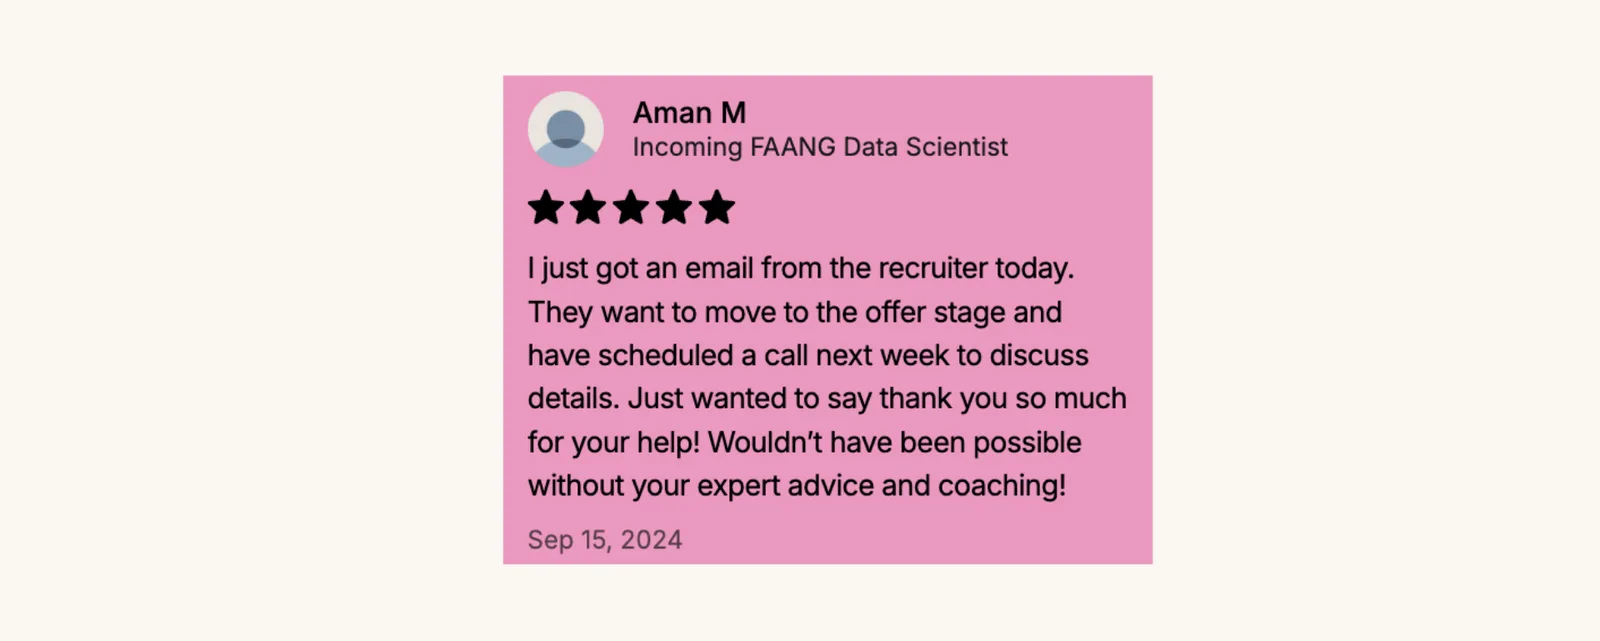 Aman M
Incoming FAANG Data Scientist
I just got an email from the recruiter today.
They want to move to the offer stage and
have scheduled a call next week to discuss
details. Just wanted to say thank you so much
for your help! Wouldn’t have been possible
without your expert advice and coaching!
Sep 15, 2024